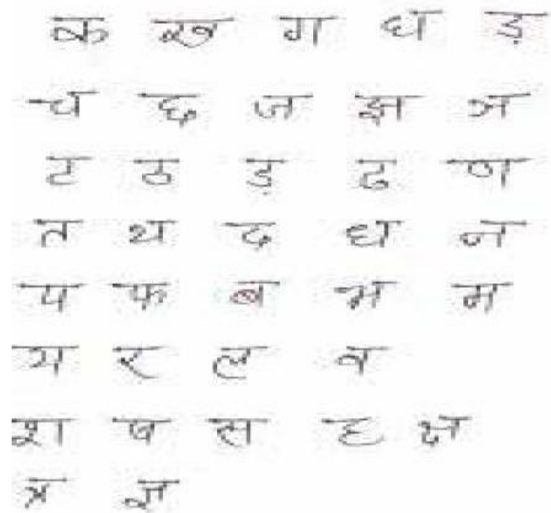 क ख ग घ ङ
च छ ज झ ञ
ट ठ ड ढ ण
त थ द ध न
प फ ब भ म
य र ल व
श ष स ह क्ष
त्र ज्ञ